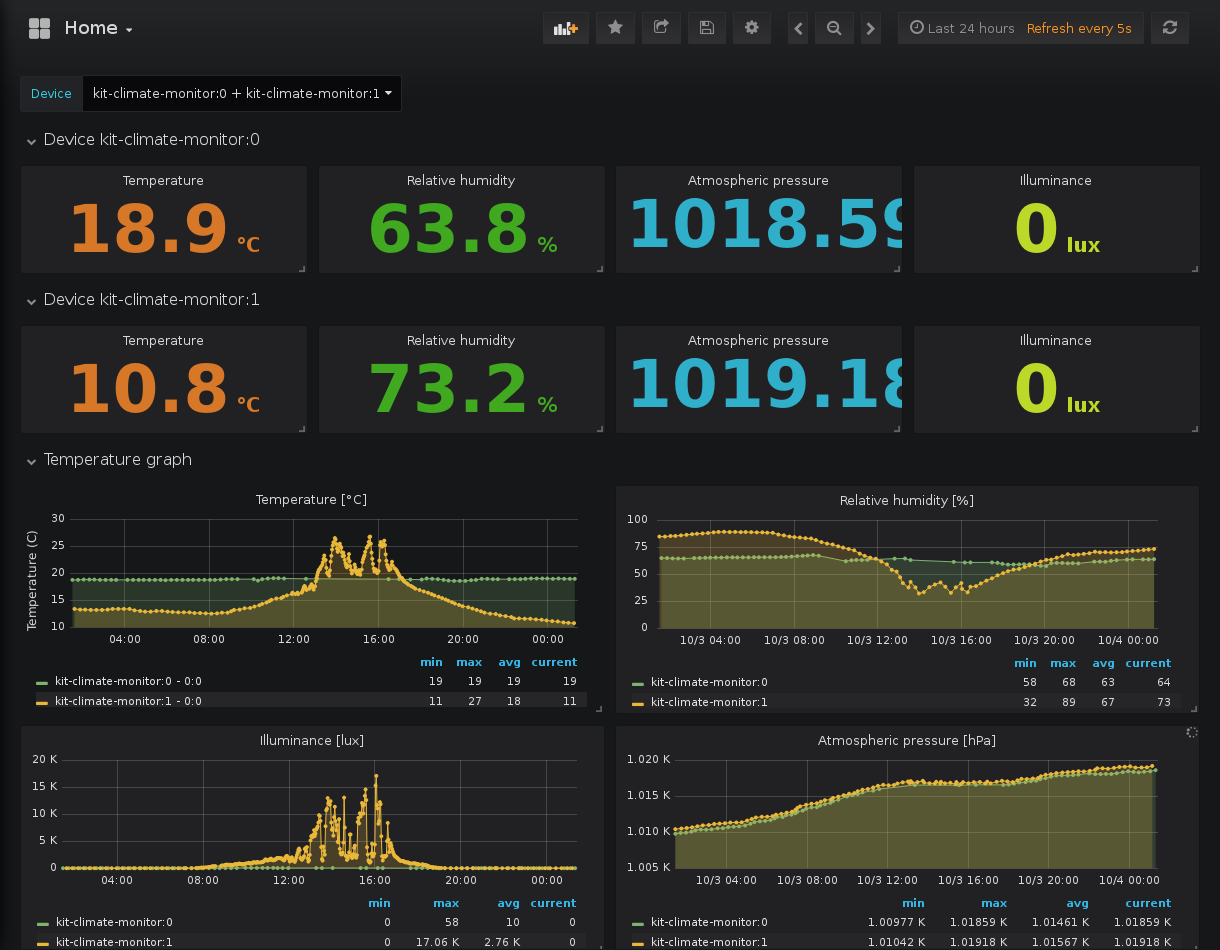 Home
Last 24 hours Refresh every 5s
Device kit-climate-monitor:0 + kit-climate-monitor:1
Device kit-climate-monitor:0
Temperature Relative humidity Atmospheric pressure Illuminance
18.9 °C 63.8 % 1018.59 0 lux
Device kit-climate-monitor:1
Temperature Relative humidity Atmospheric pressure Illuminance
10.8 °C 73.2 % 1019.18 0 lux
Temperature graph
Temperature [°C]
Temperature (C)
30
25
20
15
10
04:00 08:00 12:00 16:00 20:00 00:00
min max avg current
kit-climate-monitor:0 - 0:0 19 19 19 19
kit-climate-monitor:1 - 0:0 11 27 18 11
Relative humidity [%]
100
75
50
25
0
10/3 04:00 10/3 08:00 10/3 12:00 10/3 16:00 10/3 20:00 10/4 00:00
min max avg current
kit-climate-monitor:0 58 68 63 64
kit-climate-monitor:1 32 89 67 73
Illuminance [lux]
20 K
15 K
10 K
5 K
0
04:00 08:00 12:00 16:00 20:00 00:00
min max avg current
kit-climate-monitor:0 0 58 10 0
kit-climate-monitor:1 0 17.06 K 2.76 K 0
Atmospheric pressure [hPa]
1.020 K
1.015 K
1.010 K
1.005 K
10/3 04:00 10/3 08:00 10/3 12:00 10/3 16:00 10/3 20:00 10/4 00:00
min max avg current
kit-climate-monitor:0 1.00977 K 1.01859 K 1.01461 K 1.01859 K
kit-climate-monitor:1 1.01042 K 1.01918 K 1.01567 K 1.01918 K